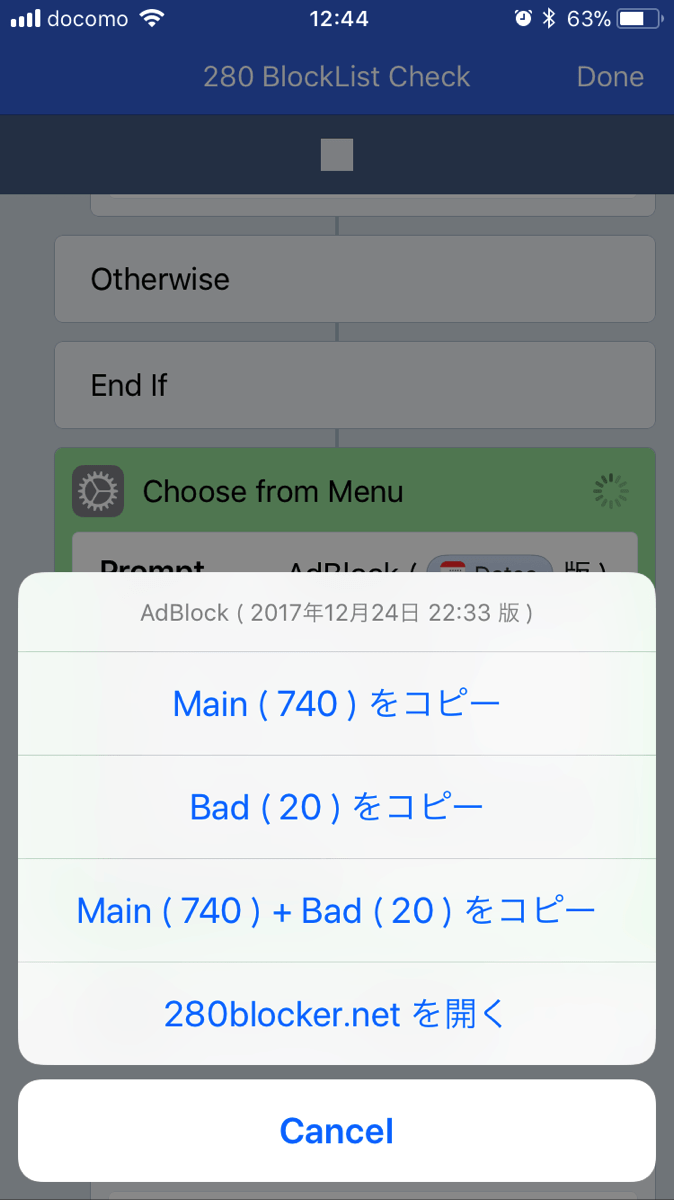 docomo 12:44 63%
280 BlockList Check Done
Otherwise
End If
Choose from Menu
Prompt AdBlock ( Dates 版 )
AdBlock ( 2017年12月24日 22:33 版 )
Main ( 740 ) をコピー
Bad ( 20 ) をコピー
Main ( 740 ) + Bad ( 20 ) をコピー
280blocker.net を開く
Cancel